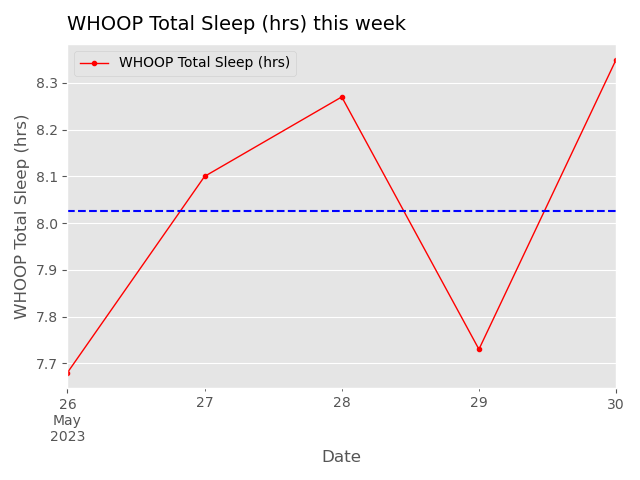 WHOOP Total Sleep (hrs) this week
WHOOP Total Sleep (hrs)
WHOOP Total Sleep (hrs)
8.3
8.2
8.1
8.0
7.9
7.8
7.7
26 27 28 29 30
May
2023
Date